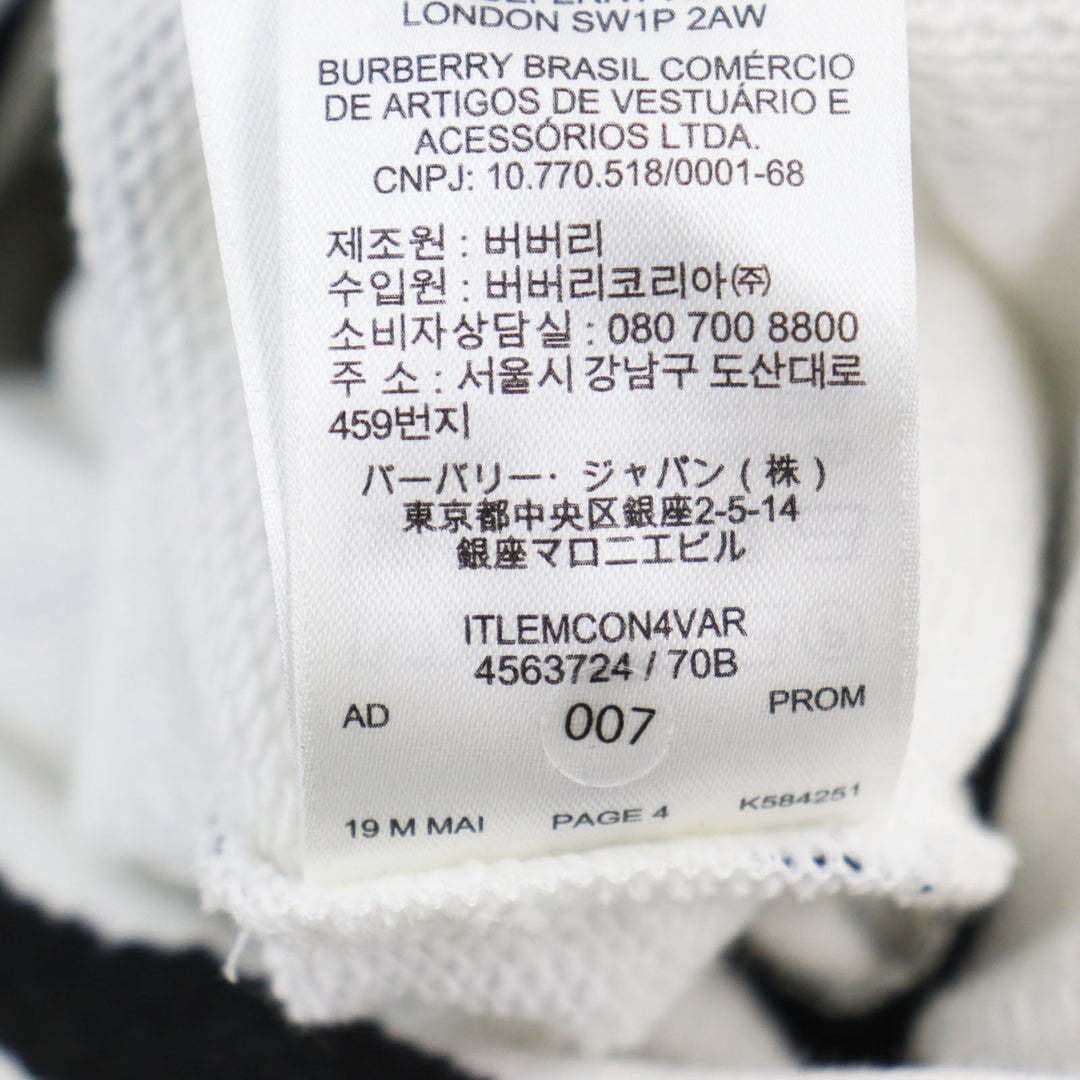 LONDON SW1P 2AW
BURBERRY BRASIL COMÉRCIO
DE ARTIGOS DE VESTUÁRIO E
ACESSÓRIOS LTDA.
CNPJ: 10.770.518/0001-68
제조원 : 버버리
수입원 : 버버리코리아㈜
소비자상담실 : 080 700 8800
주 소 : 서울시 강남구 도산대로
459번지
バーバリー・ジャパン ( 株 )
東京都中央区銀座2-5-14
銀座マロニエビル
ITLEMCON4VAR
4563724 / 70B
AD 007 PROM
19 M MAI PAGE 4 K584251